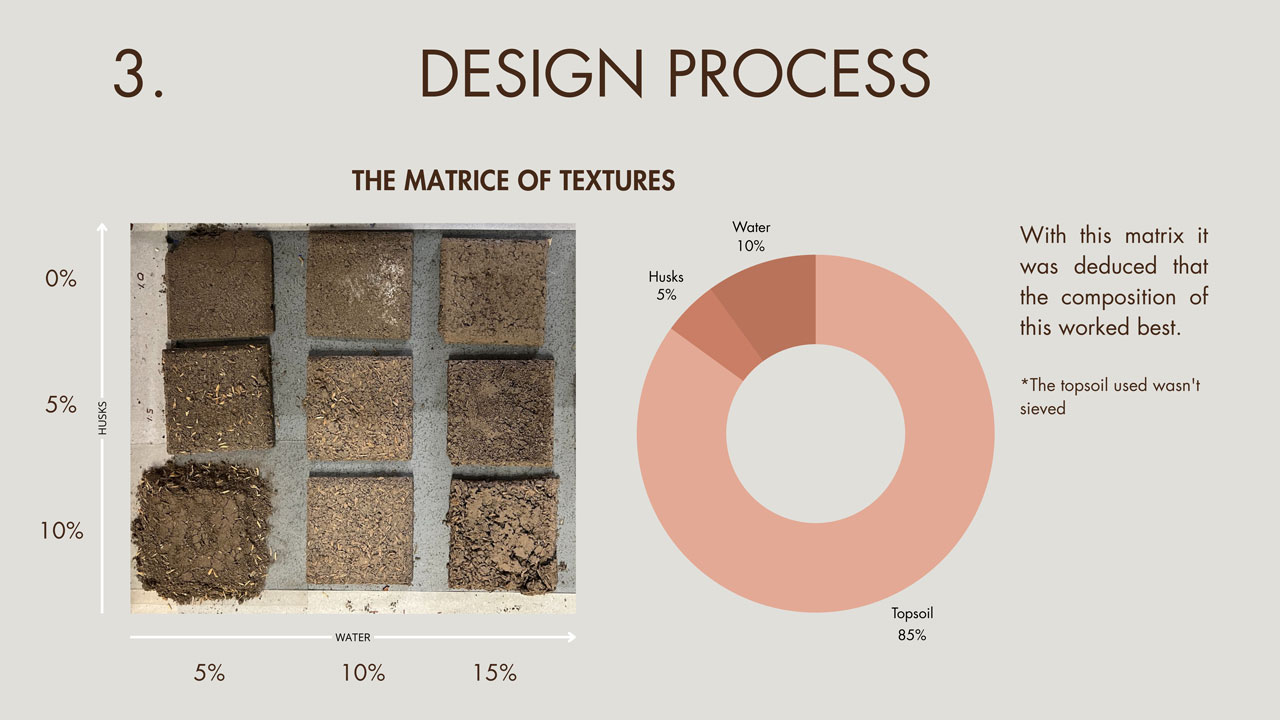 3.
DESIGN PROCESS
THE MATRICE OF TEXTURES
0%
5%
10%
HUSKS
WATER
5%
10%
15%
Water
10%
Husks
5%
Topsoil
85%
With this matrix it
was deduced that
the composition of
this worked best.
*The topsoil used wasn't
sieved